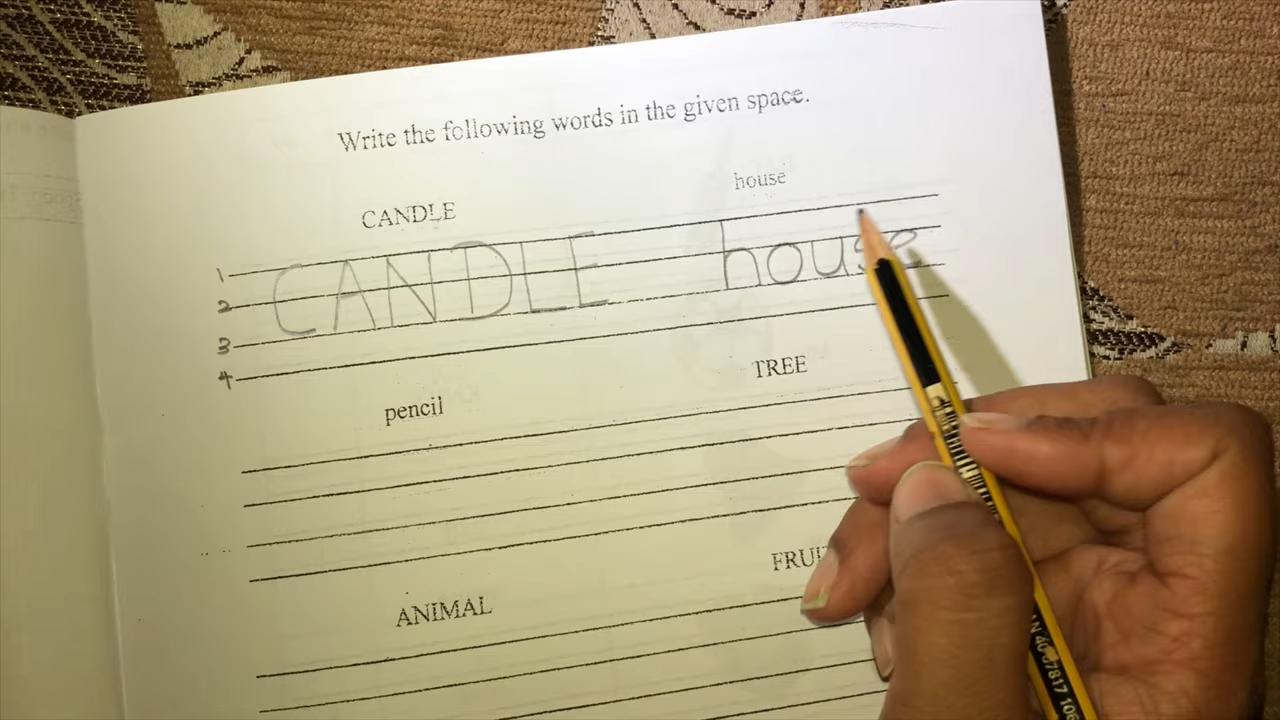 Write the following words in the given space.
CANDLE house
1
2
3
4
CANDLE house
pencil TREE
ANIMAL